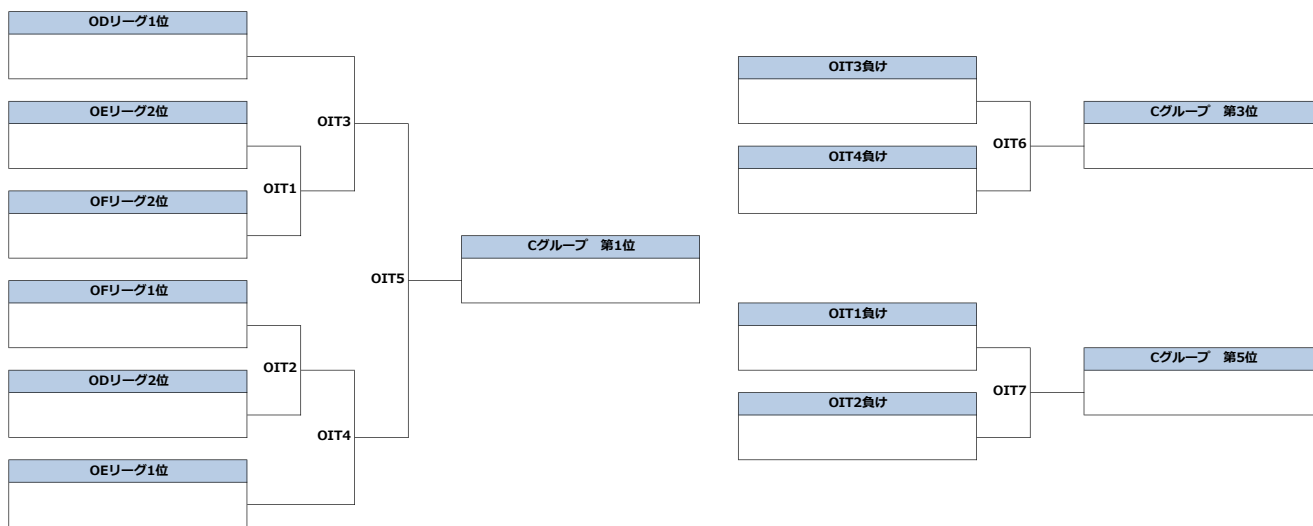 ODリーグ1位
OEリーグ2位
OFリーグ2位
OFリーグ1位
ODリーグ2位
OEリーグ1位
OIT1
OIT2
OIT3
OIT4
OIT5
Cグループ　第1位
OIT3負け
OIT4負け
OIT6
Cグループ　第3位
OIT1負け
OIT2負け
OIT7
Cグループ　第5位